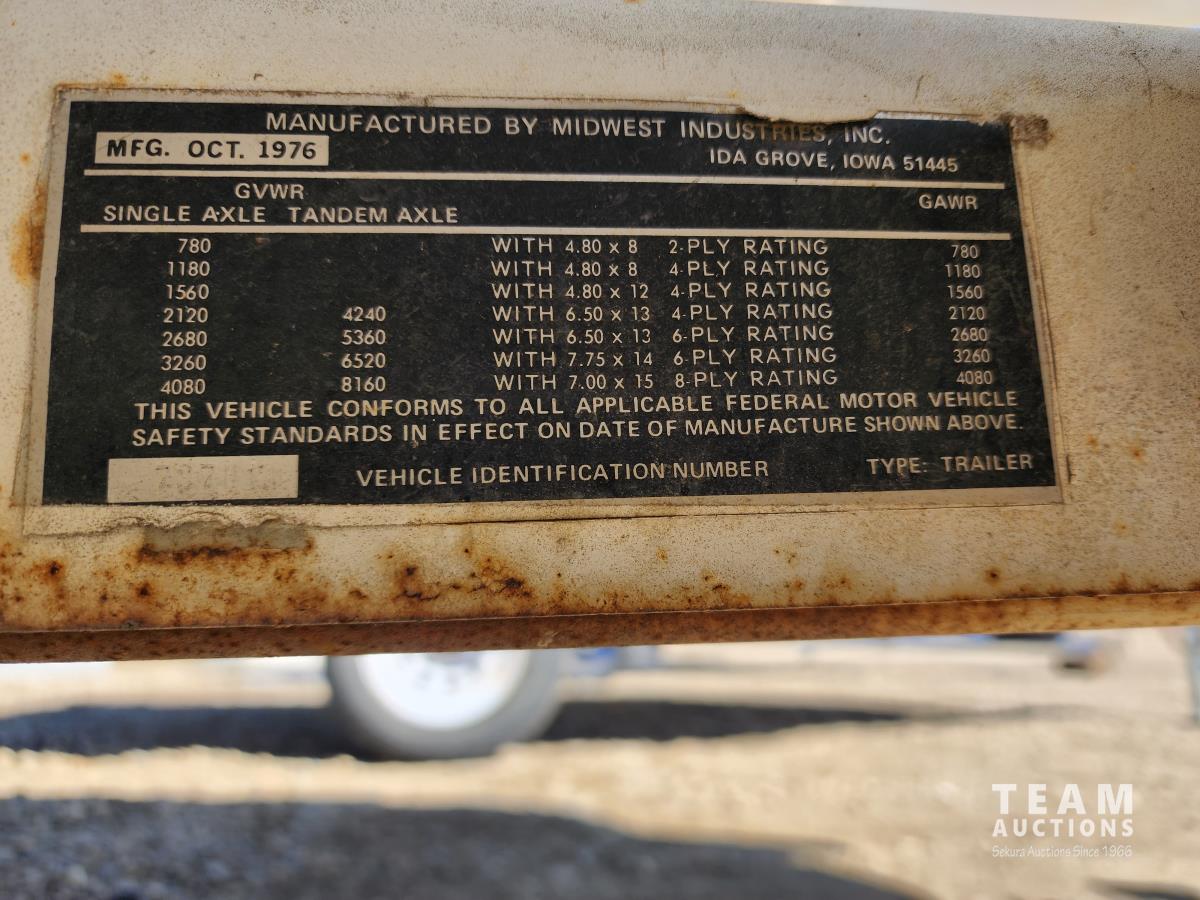 MANUFACTURED BY MIDWEST INDUSTRIES, INC.
MFG. OCT. 1976
IDA GROVE, IOWA 51445
GVWR GAWR
SINGLE AXLE TANDEM AXLE
780 WITH 4.80 x 8 2-PLY RATING 780
1180 WITH 4.80 x 8 4-PLY RATING 1180
1560 WITH 4.80 x 12 4-PLY RATING 1560
2120 4240 WITH 6.50 x 13 4-PLY RATING 2120
2680 5360 WITH 6.50 x 13 6-PLY RATING 2680
3260 6520 WITH 7.75 x 14 6-PLY RATING 3260
4080 8160 WITH 7.00 x 15 8-PLY RATING 4080
THIS VEHICLE CONFORMS TO ALL APPLICABLE FEDERAL MOTOR VEHICLE
SAFETY STANDARDS IN EFFECT ON DATE OF MANUFACTURE SHOWN ABOVE.
VEHICLE IDENTIFICATION NUMBER TYPE: TRAILER
TEAM
AUCTIONS
Sekura Auctions Since 1966